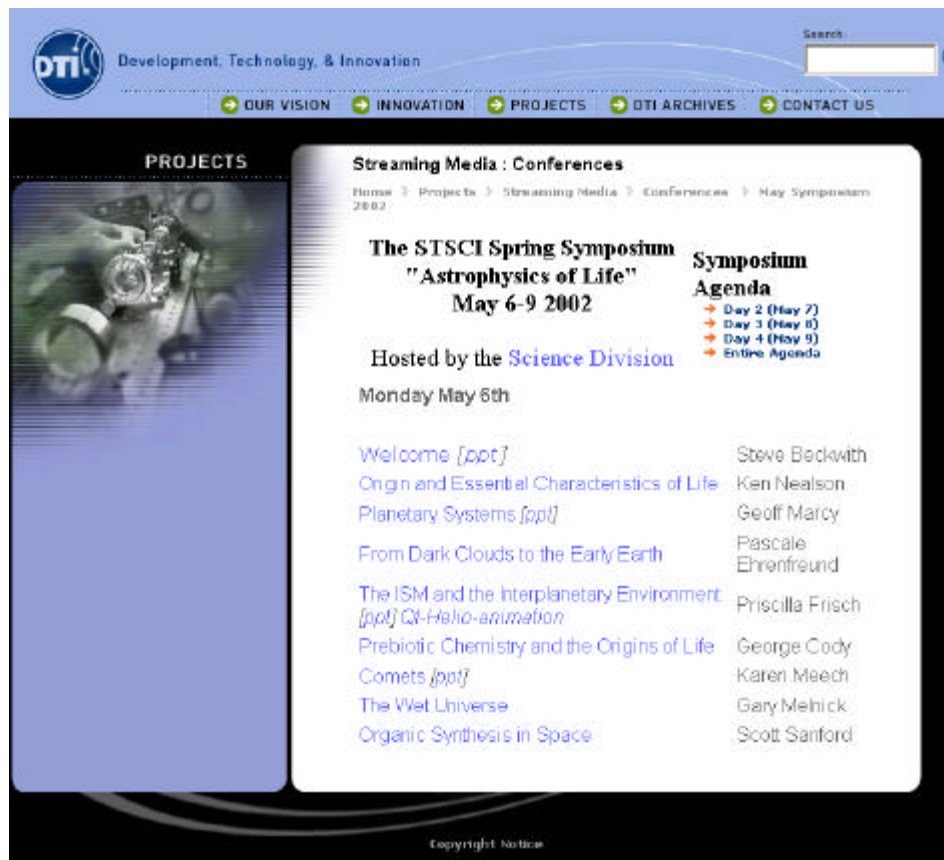 Search:
DTI
Development, Technology, & Innovation
OUR VISION INNOVATION PROJECTS DTI ARCHIVES CONTACT US
PROJECTS
Streaming Media : Conferences
Home > Projects > Streaming Media > Conferences > May Symposium
2002
The STSCI Spring Symposium
"Astrophysics of Life"
May 6-9 2002
Symposium
Agenda
Day 2 (May 7)
Day 3 (May 8)
Day 4 (May 9)
Entire Agenda
Hosted by the Science Division
Monday May 6th
Welcome [ppt] Steve Beckwith
Origin and Essential Characteristics of Life Ken Nealson
Planetary Systems [ppt] Geoff Marcy
From Dark Clouds to the Early Earth Pascale
Ehrenfreund
The ISM and the Interplanetary Environment
[ppt] Qt-Helio-animation Priscilla Frisch
Prebiotic Chemistry and the Origins of Life George Cody
Comets [ppt] Karen Meech
The Wet Universe Gary Melnick
Organic Synthesis in Space Scott Sanford
Copyright Notice